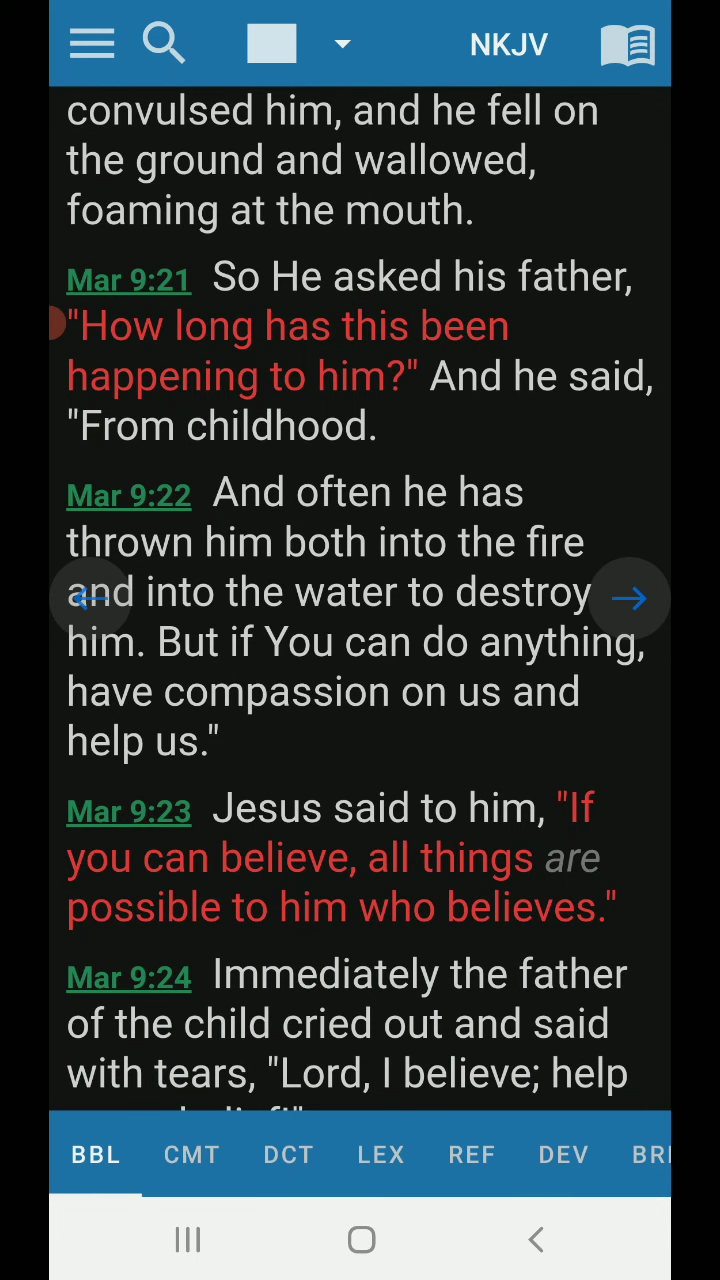 NKJV
convulsed him, and he fell on
the ground and wallowed,
foaming at the mouth.
Mar 9:21 So He asked his father,
"How long has this been
happening to him?" And he said,
"From childhood.
Mar 9:22 And often he has
thrown him both into the fire
and into the water to destroy
him. But if You can do anything,
have compassion on us and
help us."
Mar 9:23 Jesus said to him, "If
you can believe, all things are
possible to him who believes."
Mar 9:24 Immediately the father
of the child cried out and said
with tears, "Lord, I believe; help
BBL CMT DCT LEX REF DEV